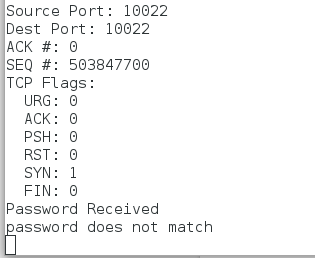 Source Port: 10022
Dest Port: 10022
ACK #: 0
SEQ #: 503847700
TCP Flags:
  URG: 0
  ACK: 0
  PSH: 0
  RST: 0
  SYN: 1
  FIN: 0
Password Received
password does not match